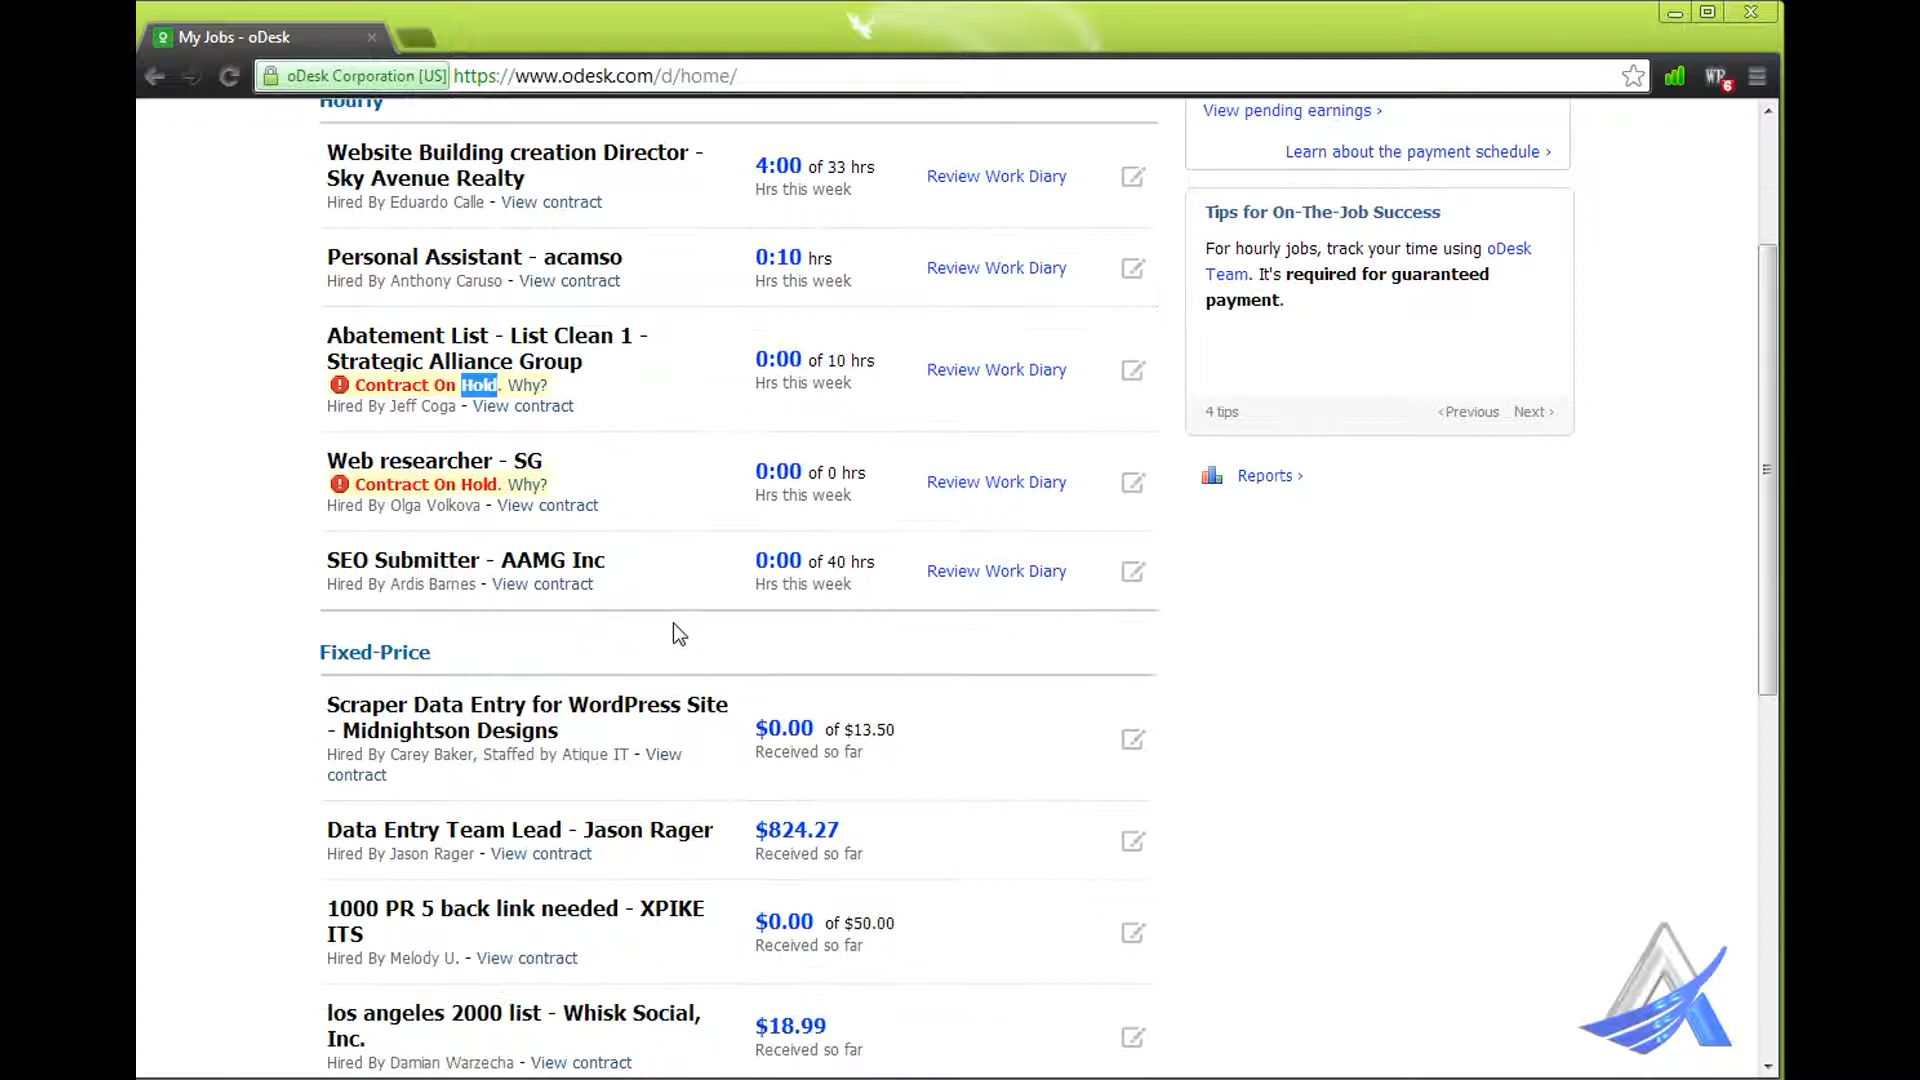 My Jobs - oDesk
oDesk Corporation [US] https://www.odesk.com/d/home/
WP 6
Hourly
Website Building creation Director -
Sky Avenue Realty
Hired By Eduardo Calle - View contract
4:00 of 33 hrs
Hrs this week
Review Work Diary
Personal Assistant - acamso
Hired By Anthony Caruso - View contract
0:10 hrs
Hrs this week
Review Work Diary
Abatement List - List Clean 1 -
Strategic Alliance Group
Contract On Hold. Why?
Hired By Jeff Coga - View contract
0:00 of 10 hrs
Hrs this week
Review Work Diary
Web researcher - SG
Contract On Hold. Why?
Hired By Olga Volkova - View contract
0:00 of 0 hrs
Hrs this week
Review Work Diary
SEO Submitter - AAMG Inc
Hired By Ardis Barnes - View contract
0:00 of 40 hrs
Hrs this week
Review Work Diary
Fixed-Price
Scraper Data Entry for WordPress Site
- Midnightson Designs
Hired By Carey Baker, Staffed by Atique IT - View
contract
$0.00 of $13.50
Received so far
Data Entry Team Lead - Jason Rager
Hired By Jason Rager - View contract
$824.27
Received so far
1000 PR 5 back link needed - XPIKE
ITS
Hired By Melody U. - View contract
$0.00 of $50.00
Received so far
los angeles 2000 list - Whisk Social,
Inc.
Hired By Damian Warzecha - View contract
$18.99
Received so far
View pending earnings ›
Learn about the payment schedule ›
Tips for On-The-Job Success
For hourly jobs, track your time using oDesk
Team. It's required for guaranteed
payment.
4 tips ‹Previous Next ›
Reports ›